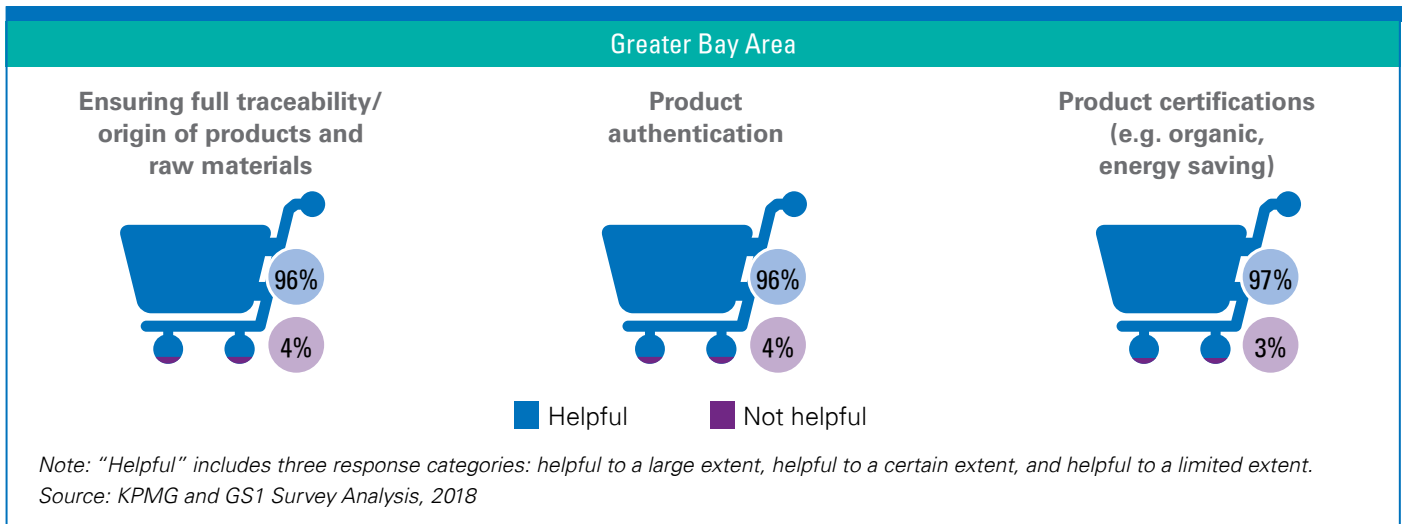 Greater Bay Area
Ensuring full traceability/
origin of products and
raw materials
96%
4%
Product
authentication
96%
4%
Product certifications
(e.g. organic,
energy saving)
97%
3%
Helpful
Not helpful
Note: “Helpful” includes three response categories: helpful to a large extent, helpful to a certain extent, and helpful to a limited extent.
Source: KPMG and GS1 Survey Analysis, 2018